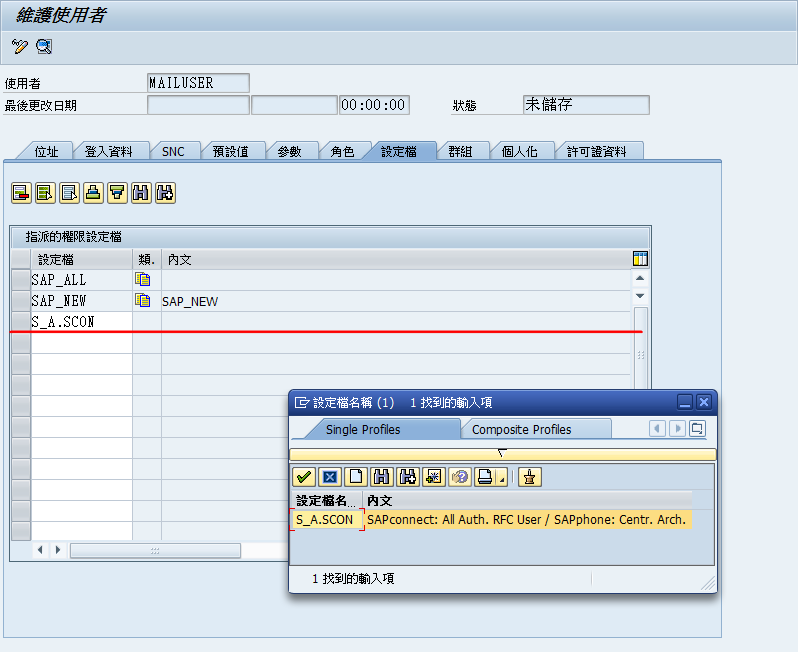 維護使用者
使用者 MAILUSER
最後更改日期 00:00:00 狀態 未儲存
位址 登入資料 SNC 預設值 參數 角色 設定檔 群組 個人化 許可證資料
指派的權限設定檔
設定檔 類. 內文
SAP_ALL
SAP_NEW SAP_NEW
S_A.SCON
設定檔名稱 (1) 1 找到的輸入項
Single Profiles Composite Profiles
設定檔名... 內文
S_A.SCON SAPconnect: All Auth. RFC User / SAPphone: Centr. Arch.
1 找到的輸入項